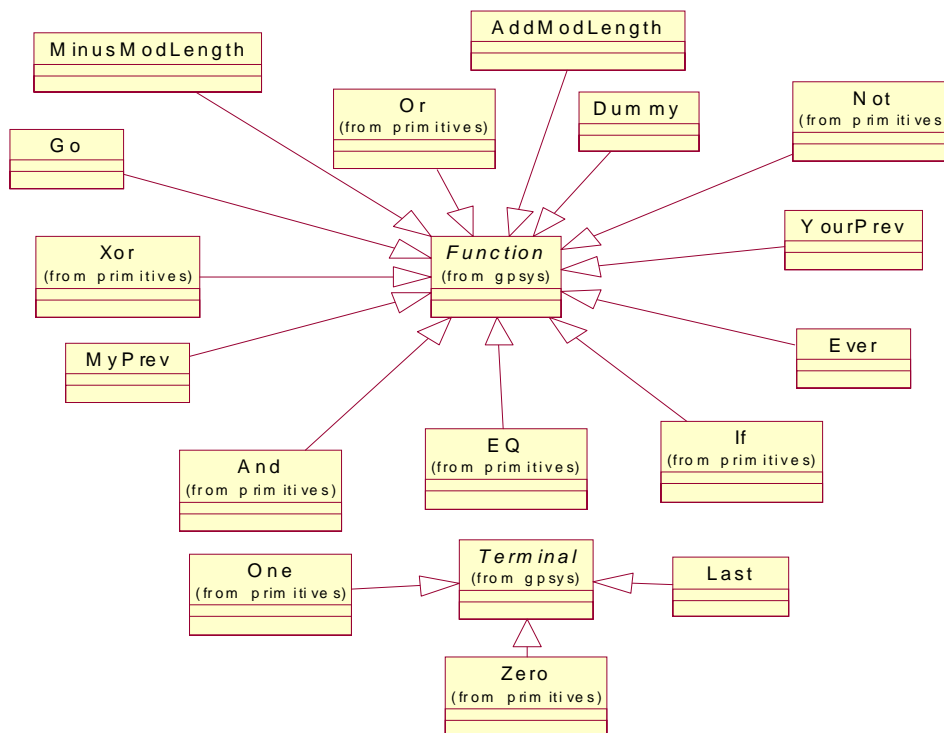 AddModLength
MinusModLength
Or
(from primitives)
Dummy
Not
(from primitives)
Go
YourPrev
Xor
(from primitives)
Function
(from gpsys)
MyPrev
Ever
And
(from primitives)
EQ
(from primitives)
If
(from primitives)
One
(from primitives)
Terminal
(from gpsys)
Last
Zero
(from primitives)